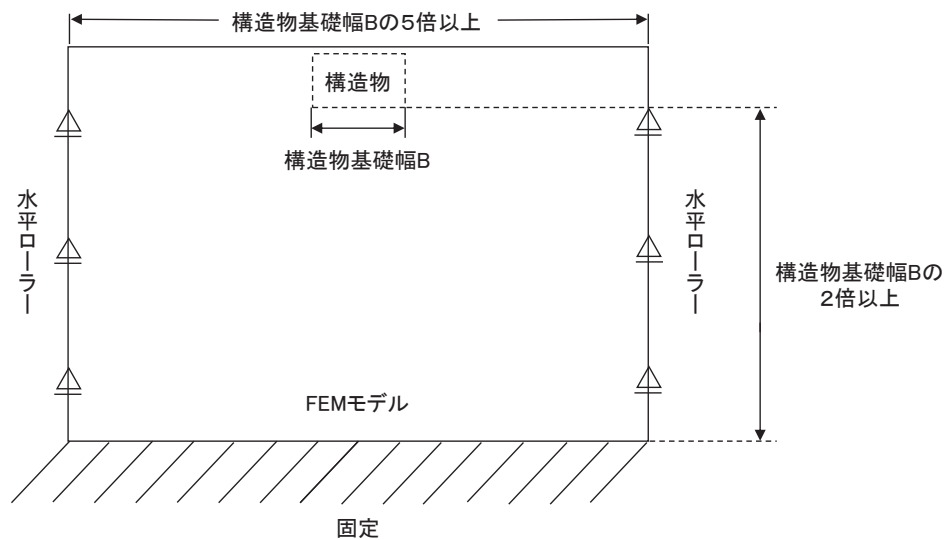 構造物基礎幅Bの5倍以上
構造物
構造物基礎幅B
水平ローラー
水平ローラー
構造物基礎幅Bの
2倍以上
FEMモデル
固定